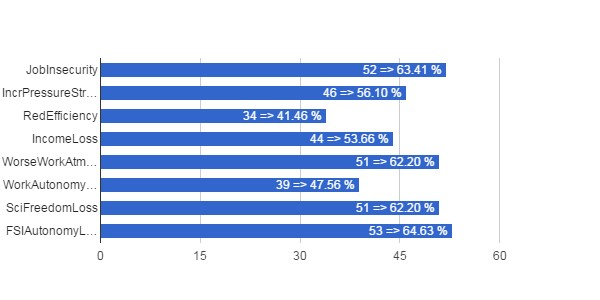 JobInsecurity 52 => 63.41 %
IncrPressureStr… 46 => 56.10 %
RedEfficiency 34 => 41.46 %
IncomeLoss 44 => 53.66 %
WorseWorkAtm… 51 => 62.20 %
WorkAutonomy… 39 => 47.56 %
SciFreedomLoss 51 => 62.20 %
FSIAutonomyL… 53 => 64.63 %
0 15 30 45 60